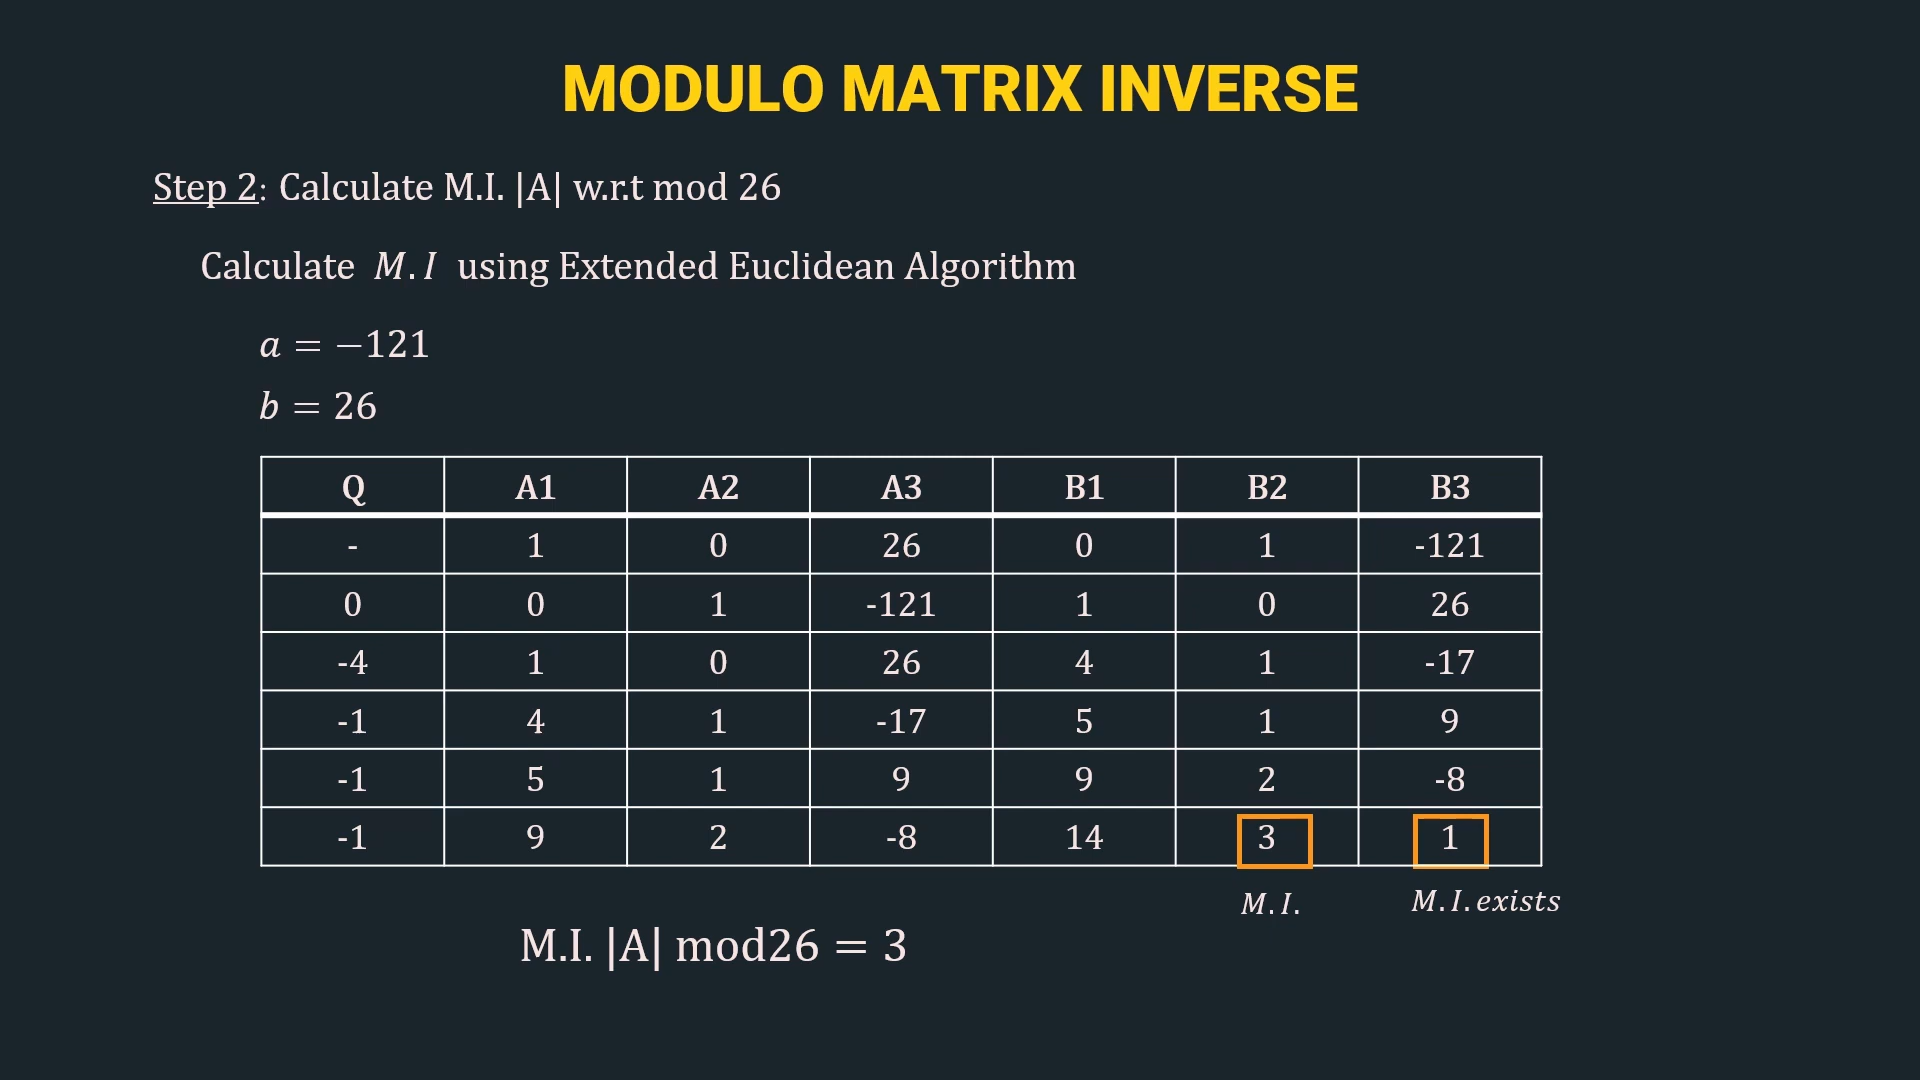 MODULO MATRIX INVERSE
Step 2: Calculate M.I. |A| w.r.t mod 26
Calculate M.I using Extended Euclidean Algorithm
a = −121
b = 26
Q A1 A2 A3 B1 B2 B3
- 1 0 26 0 1 -121
0 0 1 -121 1 0 26
-4 1 0 26 4 1 -17
-1 4 1 -17 5 1 9
-1 5 1 9 9 2 -8
-1 9 2 -8 14 3 1
M.I. M.I.exists
M.I. |A| mod26 = 3